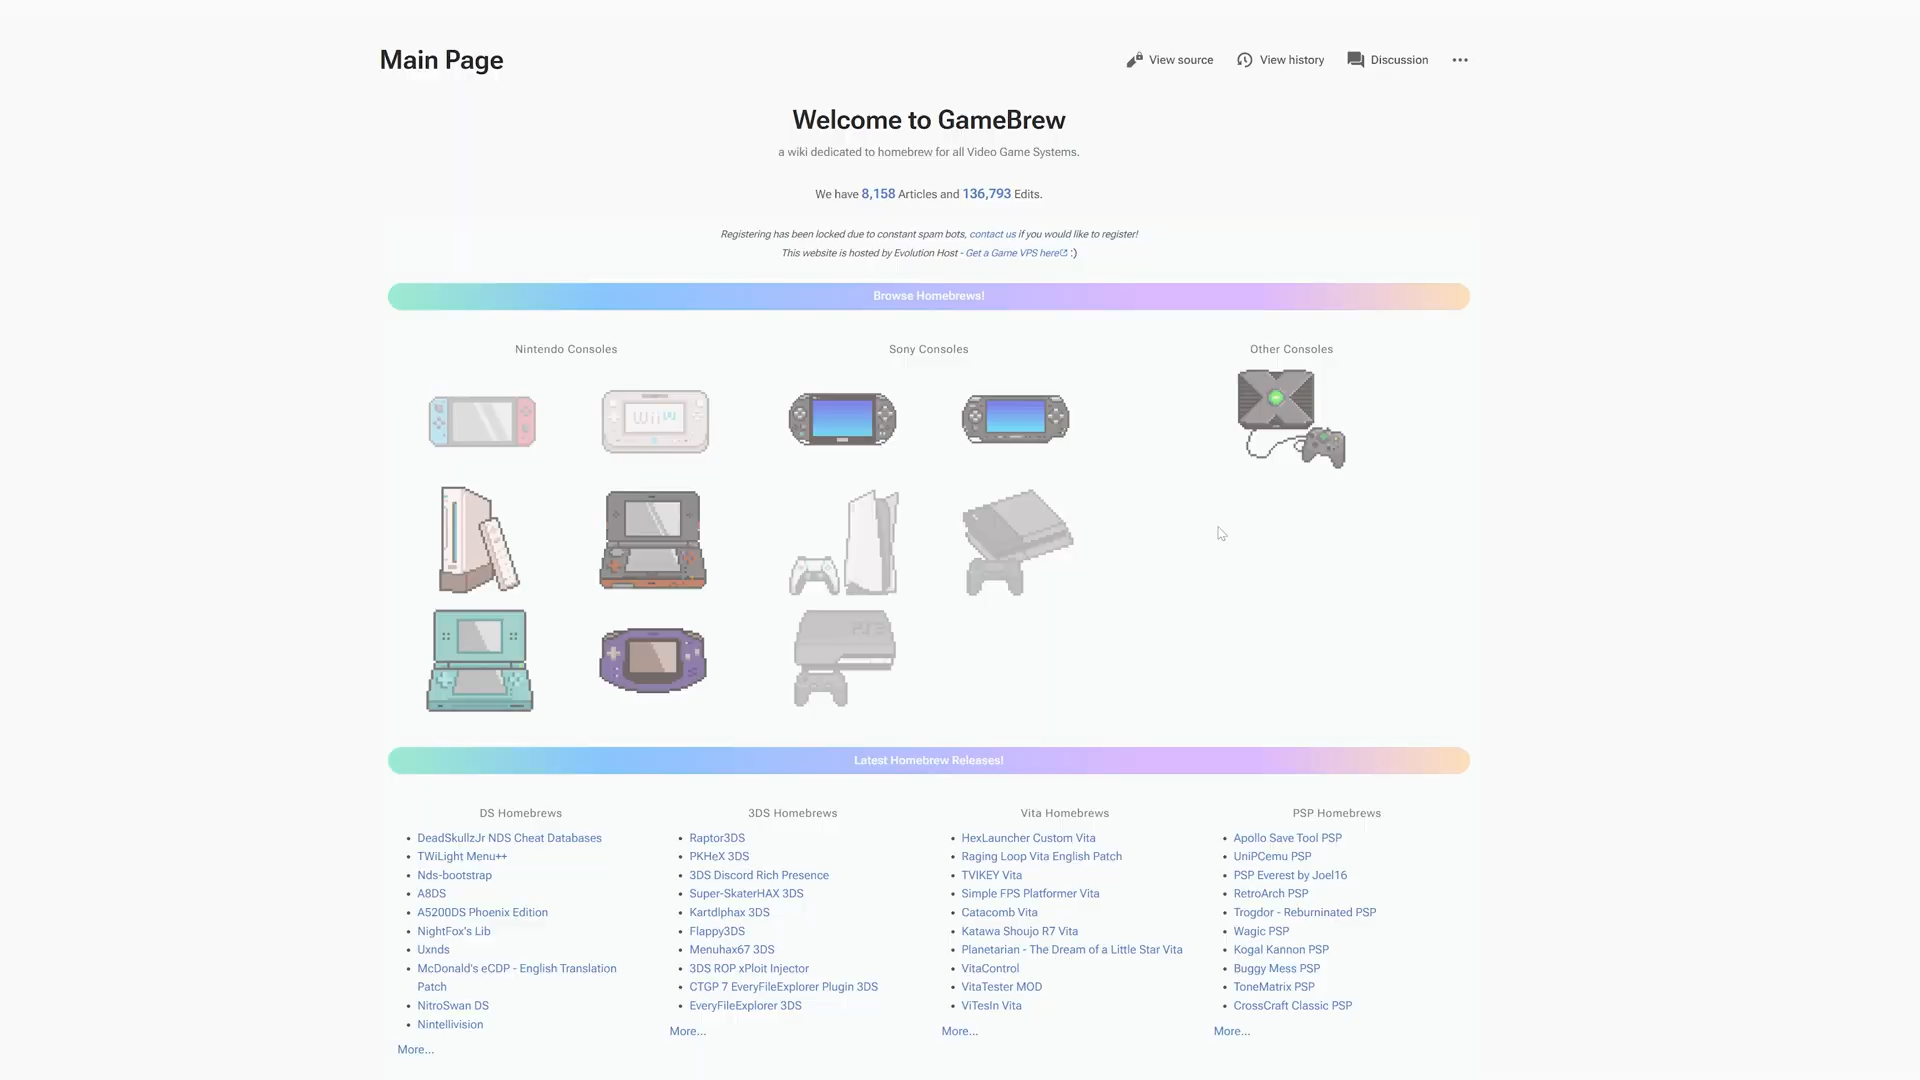 Main Page
View source
View history
Discussion
Welcome to GameBrew
a wiki dedicated to homebrew for all Video Game Systems.
We have 8,158 Articles and 136,793 Edits.
Registering has been locked due to constant spam bots, contact us if you would like to register!
This website is hosted by Evolution Host - Get a Game VPS here :)
Browse Homebrews!
Nintendo Consoles
Sony Consoles
Other Consoles
WiiU
PS3
Latest Homebrew Releases!
DS Homebrews
DeadSkullzJr NDS Cheat Databases
TWiLight Menu++
Nds-bootstrap
A8DS
A5200DS Phoenix Edition
NightFox's Lib
Uxnds
McDonald's eCDP - English Translation
Patch
NitroSwan DS
Nintellivision
More...
3DS Homebrews
Raptor3DS
PKHeX 3DS
3DS Discord Rich Presence
Super-SkaterHAX 3DS
Kartdlphax 3DS
Flappy3DS
Menuhax67 3DS
3DS ROP xPloit Injector
CTGP 7 EveryFileExplorer Plugin 3DS
EveryFileExplorer 3DS
More...
Vita Homebrews
HexLauncher Custom Vita
Raging Loop Vita English Patch
TVIKEY Vita
Simple FPS Platformer Vita
Catacomb Vita
Katawa Shoujo R7 Vita
Planetarian - The Dream of a Little Star Vita
VitaControl
VitaTester MOD
ViTesIn Vita
More...
PSP Homebrews
Apollo Save Tool PSP
UniPCemu PSP
PSP Everest by Joel16
RetroArch PSP
Trogdor - Reburninated PSP
Wagic PSP
Kogal Kannon PSP
Buggy Mess PSP
ToneMatrix PSP
CrossCraft Classic PSP
More...